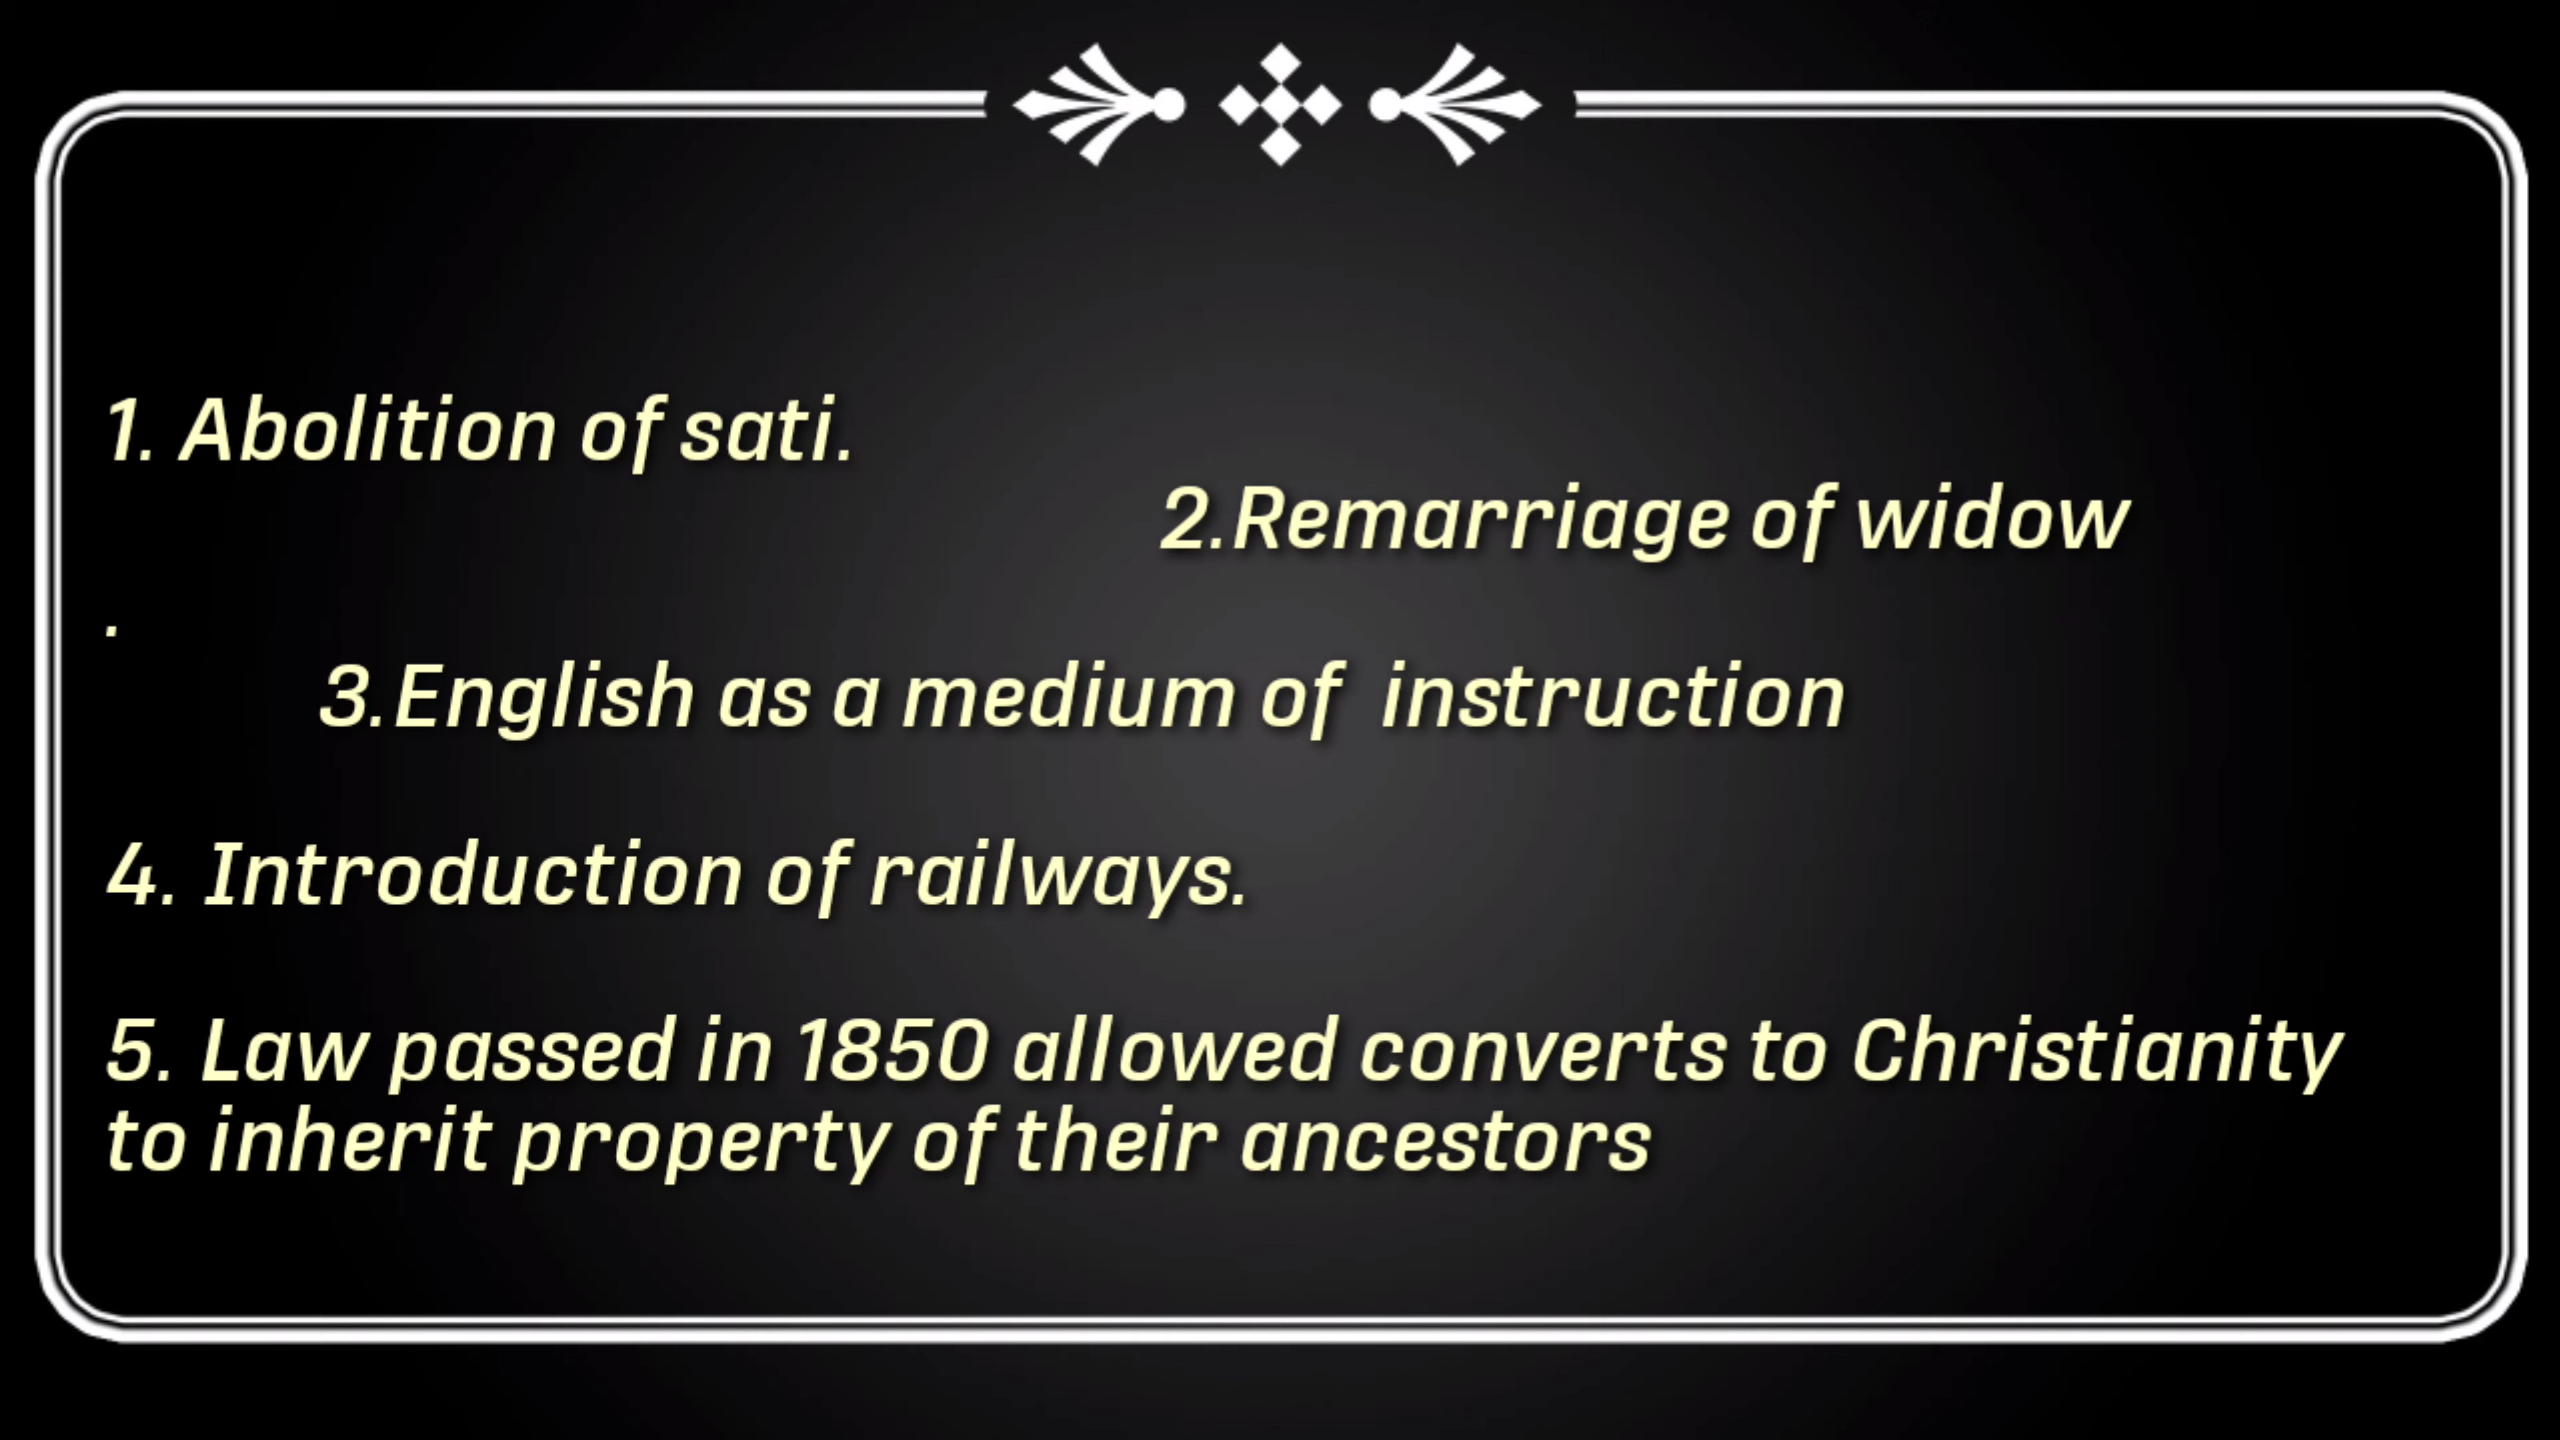 1. Abolition of sati.
2.Remarriage of widow
.
3.English as a medium of  instruction
4. Introduction of railways.
5. Law passed in 1850 allowed converts to Christianity
to inherit property of their ancestors